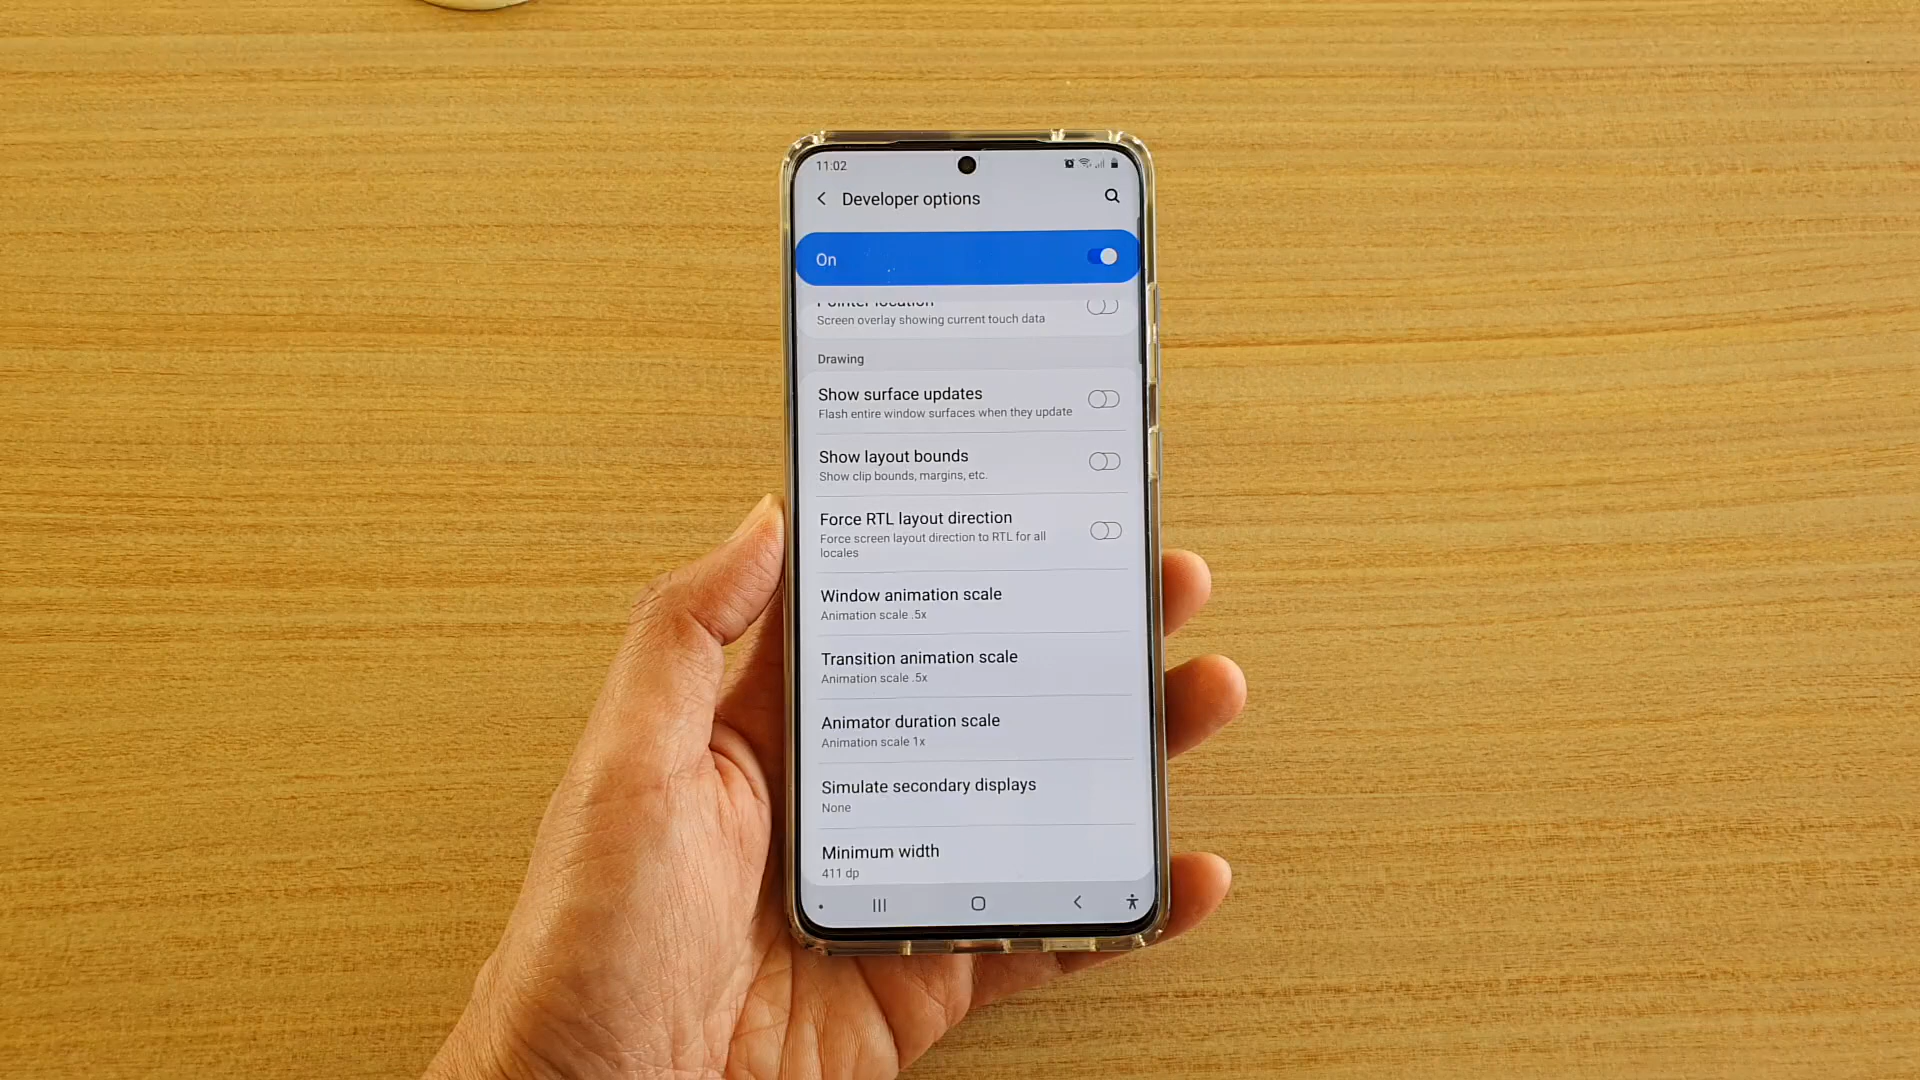 11:02
Developer options
On
Pointer location
Screen overlay showing current touch data
Drawing
Show surface updates
Flash entire window surfaces when they update
Show layout bounds
Show clip bounds, margins, etc.
Force RTL layout direction
Force screen layout direction to RTL for all
locales
Window animation scale
Animation scale .5x
Transition animation scale
Animation scale .5x
Animator duration scale
Animation scale 1x
Simulate secondary displays
None
Minimum width
411 dp